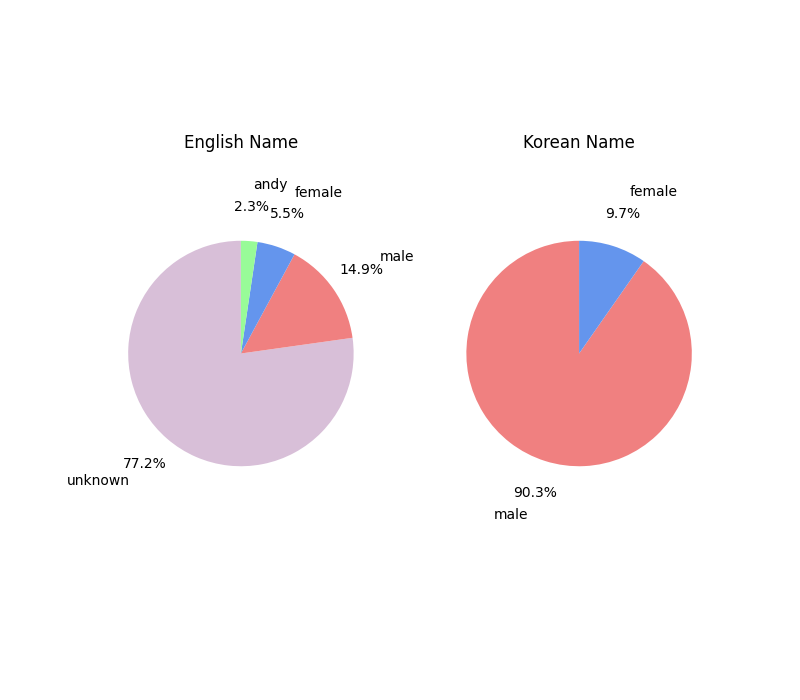 English Name
andy
2.3%
female
5.5%
male
14.9%
77.2%
unknown
Korean Name
female
9.7%
90.3%
male